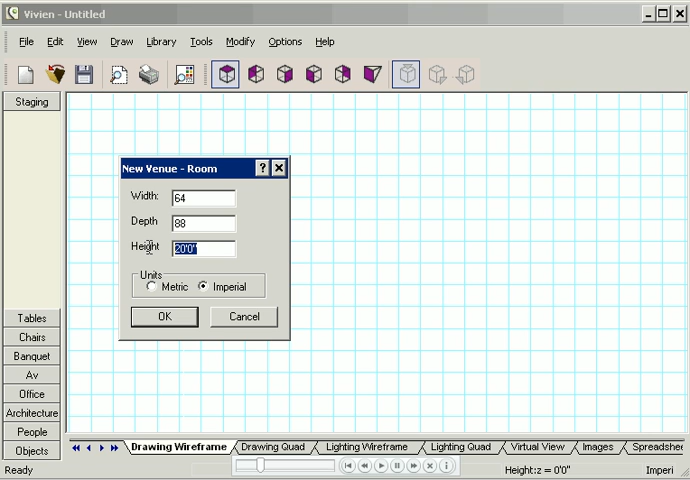 Vivien - Untitled
File Edit View Draw Library Tools Modify Options Help
Staging
New Venue - Room
Width: 64
Depth 88
Height 20'0"
Units
Metric Imperial
OK Cancel
Tables
Chairs
Banquet
Av
Office
Architecture
People
Objects
Drawing Wireframe Drawing Quad Lighting Wireframe Lighting Quad Virtual View Images Spreadshee
Ready Height:z = 0'0" Imperi